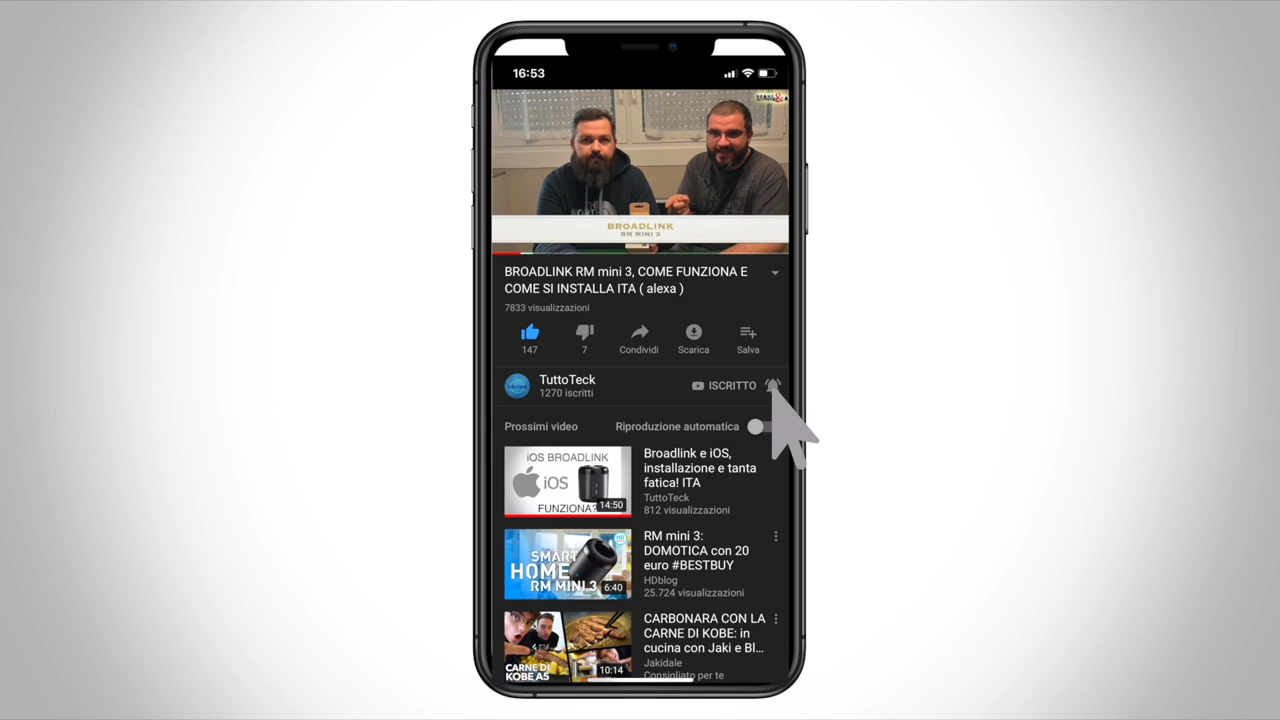 16:53
BROADLINK
RM MINI 3
BROADLINK RM mini 3, COME FUNZIONA E
COME SI INSTALLA ITA ( alexa )
7833 visualizzazioni
147
7
Condividi
Scarica
Salva
TuttoTeck
1270 iscritti
ISCRITTO
Prossimi video
Riproduzione automatica
iOS BROADLINK
iOS
FUNZIONA?
14:50
Broadlink e iOS,
installazione e tanta
fatica! ITA
TuttoTeck
812 visualizzazioni
SMART
HOME
RM MINI 3
HD
6:40
RM mini 3:
DOMOTICA con 20
euro #BESTBUY
HDblog
25.724 visualizzazioni
CARNE DI
KOBE A5
10:14
CARBONARA CON LA
CARNE DI KOBE: in
cucina con Jaki e Bl...
Jakidale
Consigliato per te